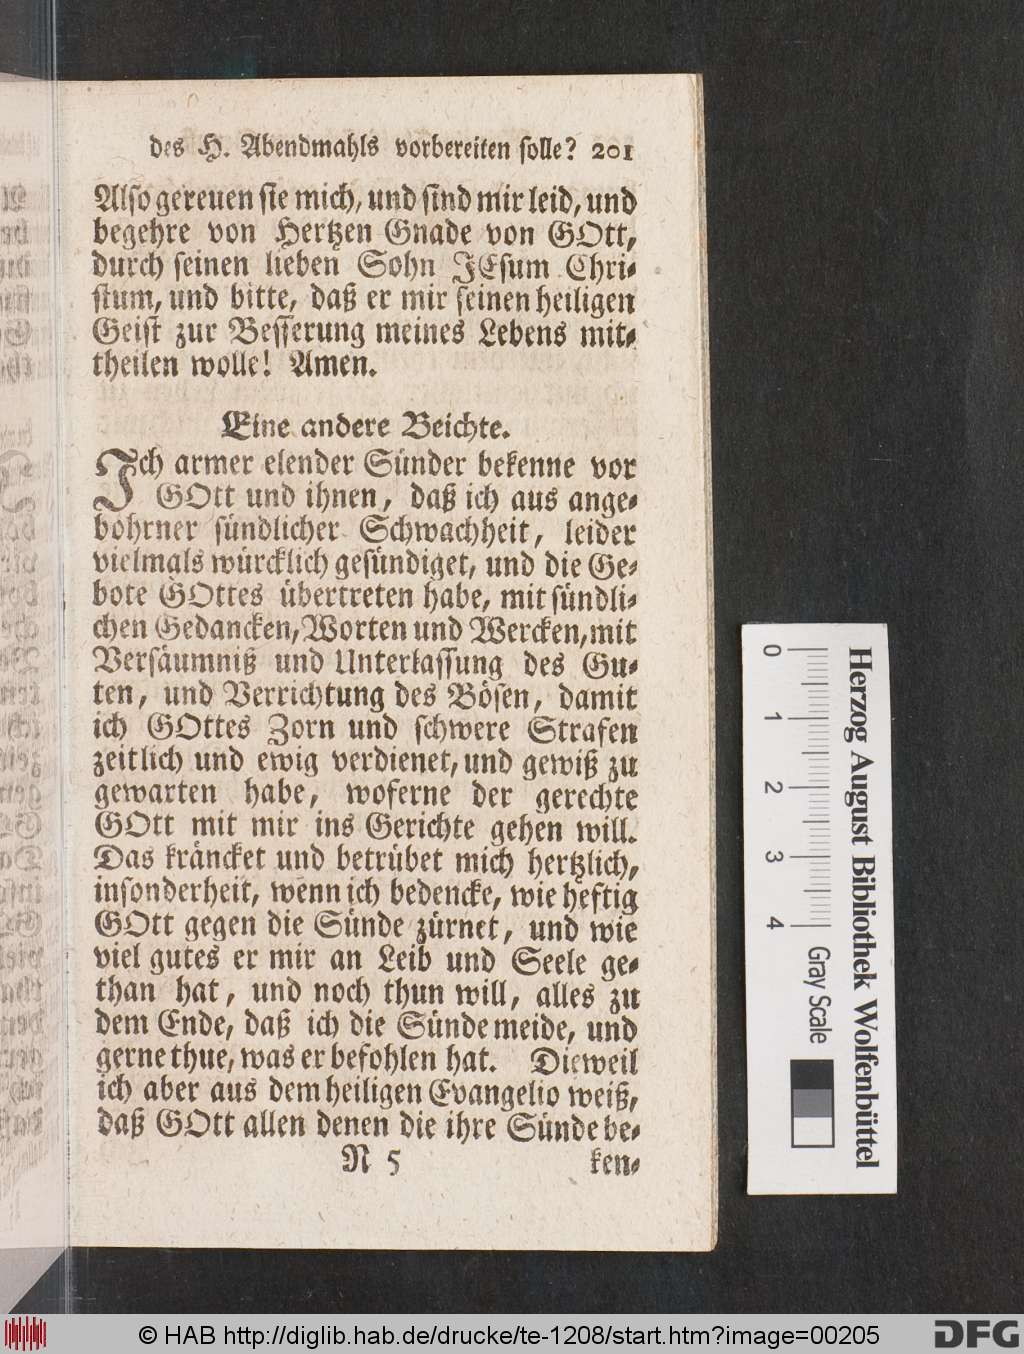 des H. Abendmahls vorbereiten solle? 201
Also gereuen sie mich, und sind mir leid, und
begehre von Hertzen Gnade von GOtt,
durch seinen lieben Sohn JEsum Chri-
stum, und bitte, daß er mir seinen heiligen
Geist zur Besserung meines Lebens mit-
theilen wolle! Amen.
Eine andere Beichte.
Jch armer elender Sünder bekenne vor
GOtt und ihnen, daß ich aus ange-
bohrner sündlicher Schwachheit, leider
vielmals würcklich gesündiget, und die Ge-
bote GOttes übertreten habe, mit sündli-
chen Gedancken, Worten und Wercken, mit
Versäumniß und Unterlassung des Gu-
ten, und Verrichtung des Bösen, damit
ich GOttes Zorn und schwere Strafen
zeitlich und ewig verdienet, und gewiß zu
gewarten habe, woferne der gerechte
GOtt mit mir ins Gerichte gehen will.
Das kräncket und betrübet mich hertzlich,
insonderheit, wenn ich bedencke, wie heftig
GOtt gegen die Sünde zürnet, und wie
viel gutes er mir an Leib und Seele ge-
than hat, und noch thun will, alles zu
dem Ende, daß ich die Sünde meide, und
gerne thue, was er befohlen hat. Dieweil
ich aber aus dem heiligen Evangelio weiß,
daß GOtt allen denen die ihre Sünde be-
N 5 ken-
Herzog August Bibliothek Wolfenbüttel
0 1 2 3 4 Gray Scale
© HAB http://diglib.hab.de/drucke/te-1208/start.htm?image=00205
DFG